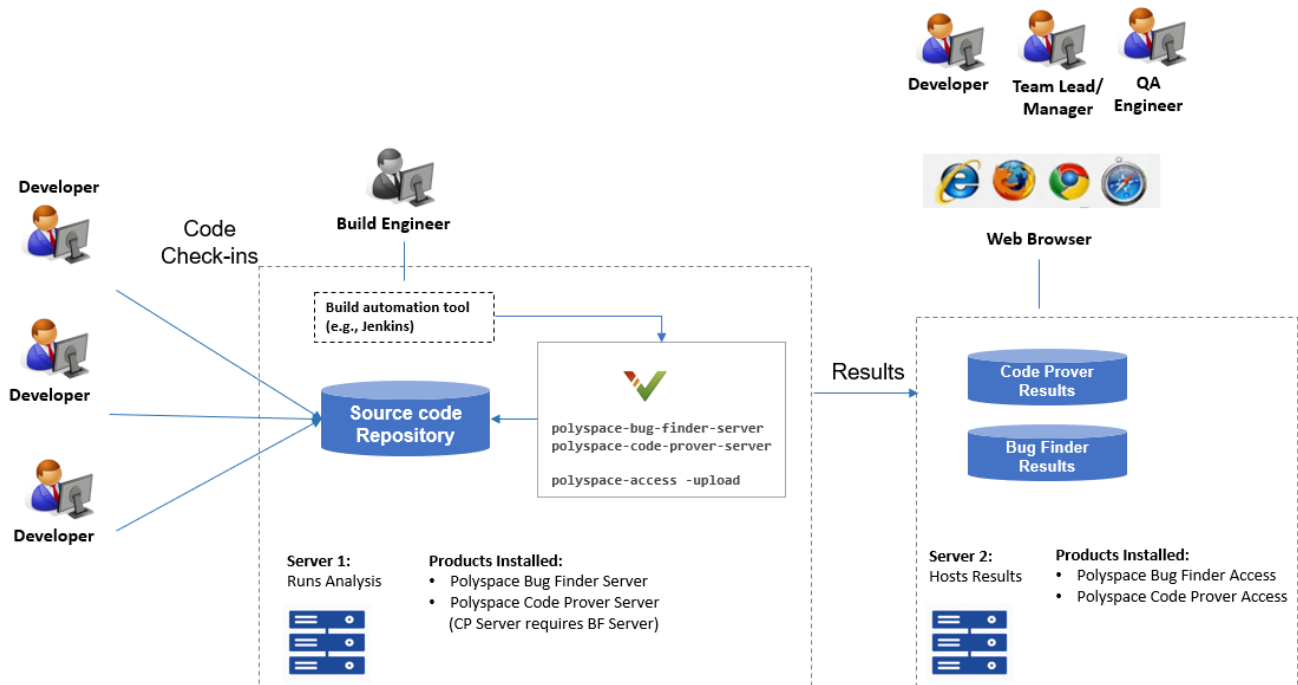 Developer
Team Lead/
Manager
QA
Engineer
Web Browser
Developer
Developer
Developer
Code
Check-ins
Build Engineer
Build automation tool
(e.g., Jenkins)
Source code
Repository
polyspace-bug-finder-server
polyspace-code-prover-server
polyspace-access -upload
Server 1:
Runs Analysis
Products Installed:
• Polyspace Bug Finder Server
• Polyspace Code Prover Server
(CP Server requires BF Server)
Results
Code Prover
Results
Bug Finder
Results
Server 2:
Hosts Results
Products Installed:
• Polyspace Bug Finder Access
• Polyspace Code Prover Access